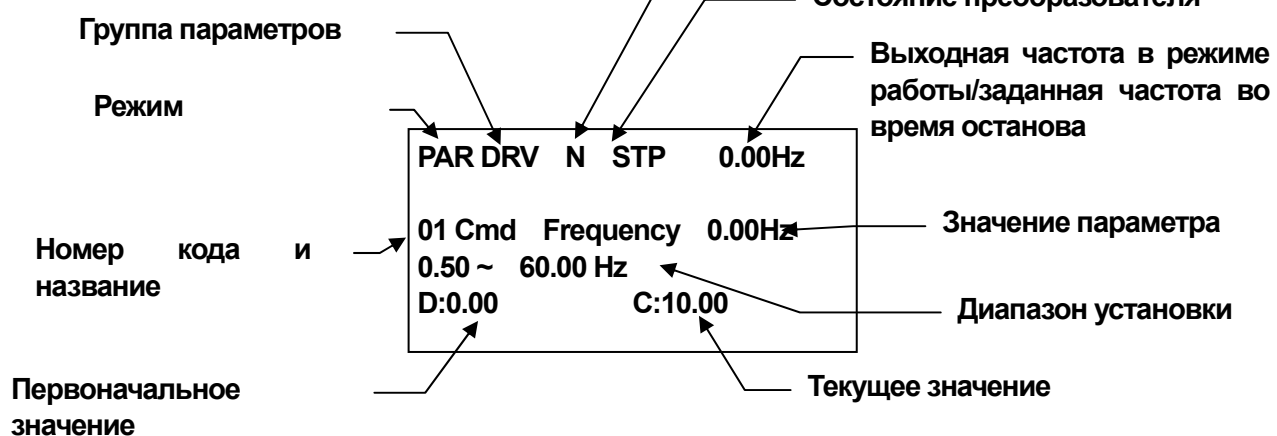 Состояние преобразователя
Группа параметров
Выходная частота в режиме
работы/заданная частота во
время останова
Режим
PAR DRV N STP 0.00Hz
01 Cmd Frequency 0.00Hz
Значение параметра
Номер кода и
название
0.50 ~ 60.00 Hz
D:0.00 C:10.00
Диапазон установки
Первоначальное
значение
Текущее значение